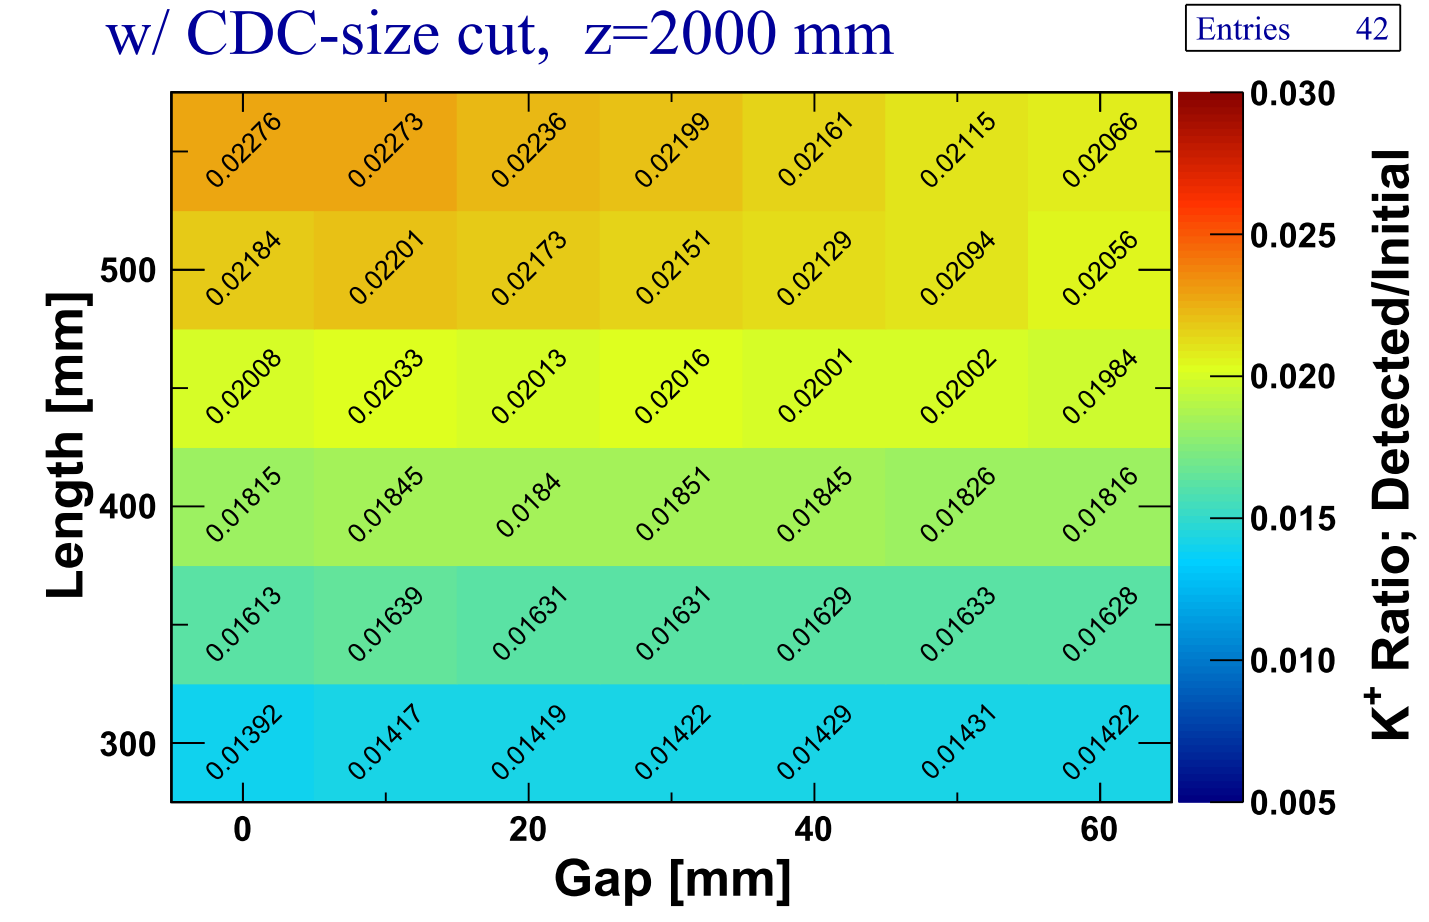 w/ CDC-size cut, z=2000 mm
Entries 42
0.02276 0.02273 0.02236 0.02199 0.02161 0.02115 0.02066
0.02184 0.02201 0.02173 0.02151 0.02129 0.02094 0.02056
0.02008 0.02033 0.02013 0.02016 0.02001 0.02002 0.01984
0.01815 0.01845 0.0184 0.01851 0.01845 0.01826 0.01816
0.01613 0.01639 0.01631 0.01631 0.01629 0.01633 0.01628
0.01392 0.01417 0.01419 0.01422 0.01429 0.01431 0.01422
500
400
300
Length [mm]
0 20 40 60
Gap [mm]
0.030
0.025
0.020
0.015
0.010
0.005
K⁺ Ratio; Detected/Initial